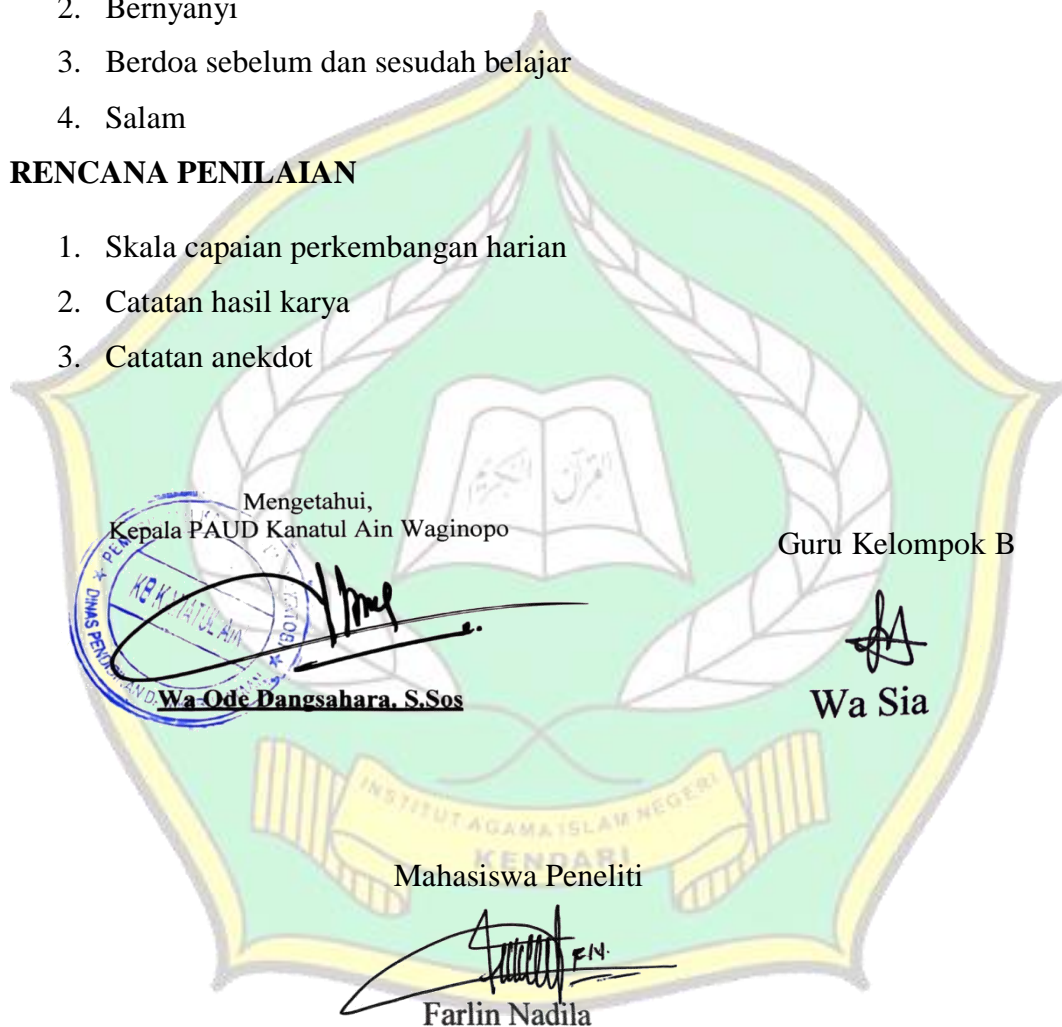 2. Bernyanyi
3. Berdoa sebelum dan sesudah belajar
4. Salam
RENCANA PENILAIAN
1. Skala capaian perkembangan harian
2. Catatan hasil karya
3. Catatan anekdot
Mengetahui,
Kepala PAUD Kanatul Ain Waginopo
Guru Kelompok B
DINAS
Wa Ode Dangsahara, S.Sos
Wa Sia
INSTITUT AGAMA ISLAM NEGERI
KENDARI
Mahasiswa Peneliti
F.N.
Farlin Nadila